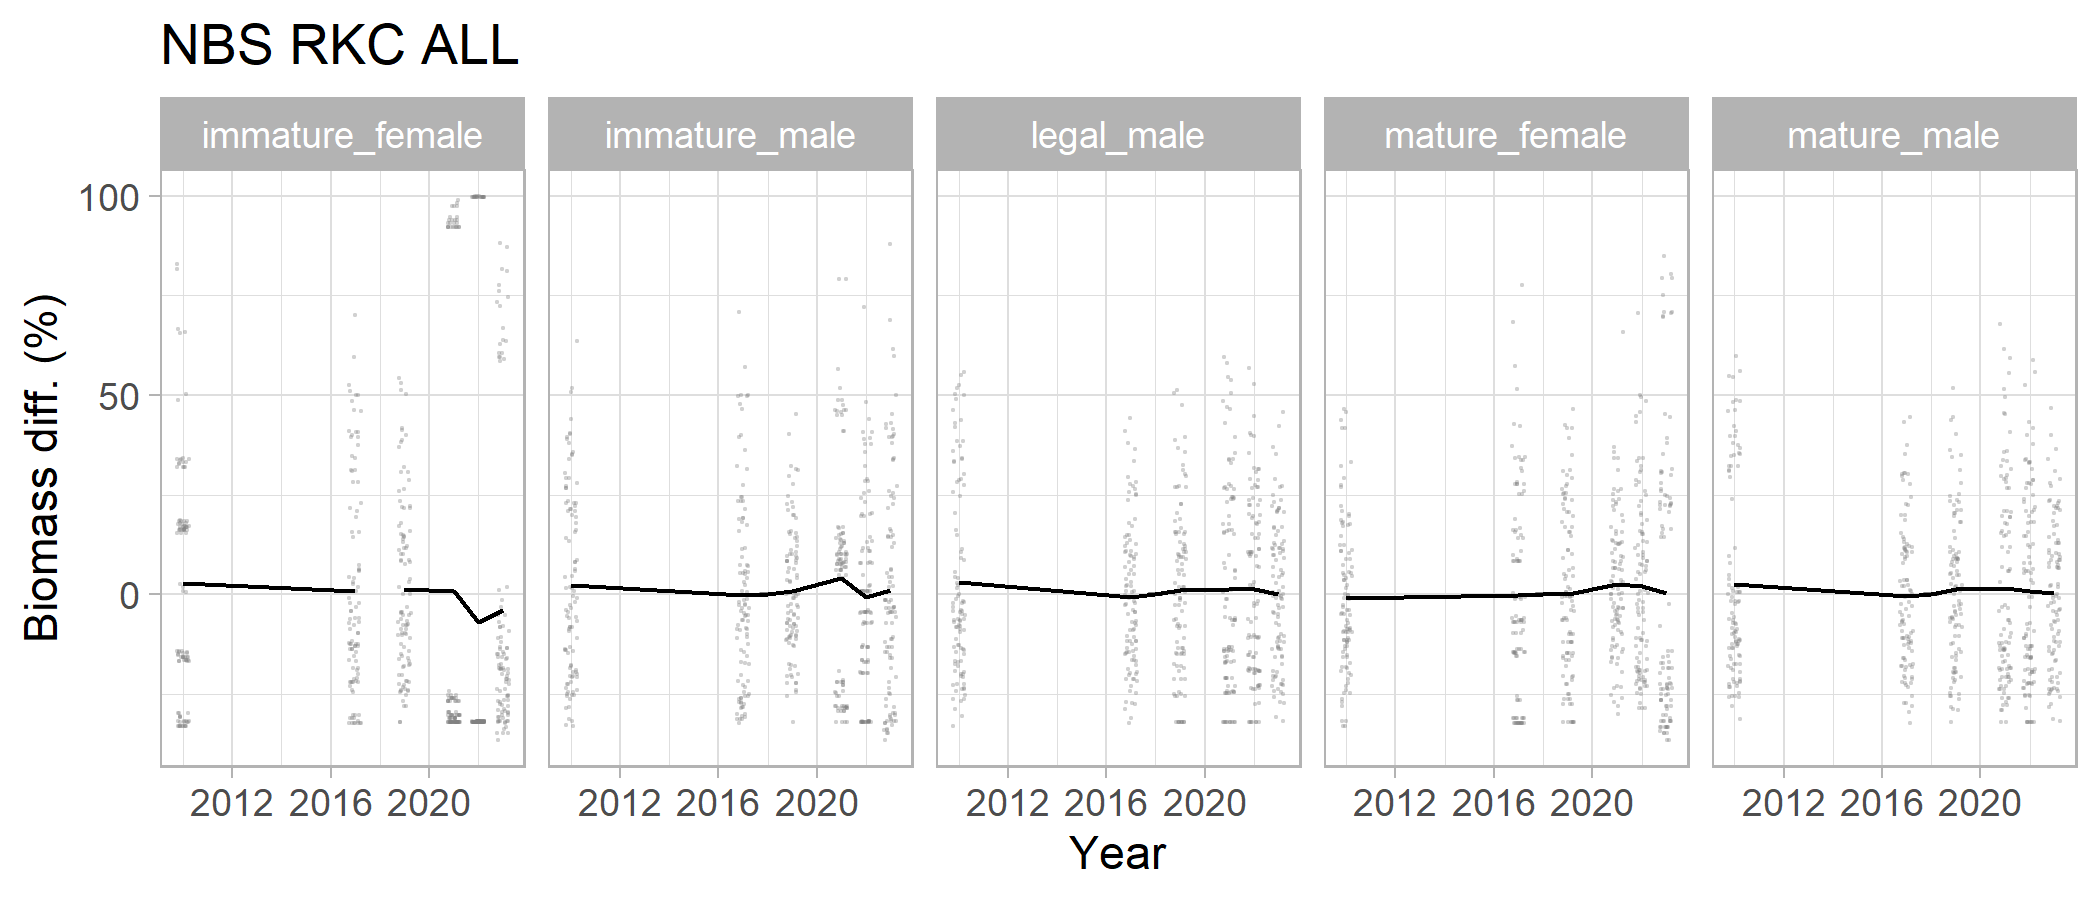 NBS RKC ALL
immature_female immature_male legal_male mature_female mature_male
100
50
0
Biomass diff. (%)
2012 2016 2020 2012 2016 2020 2012 2016 2020 2012 2016 2020 2012 2016 2020
Year